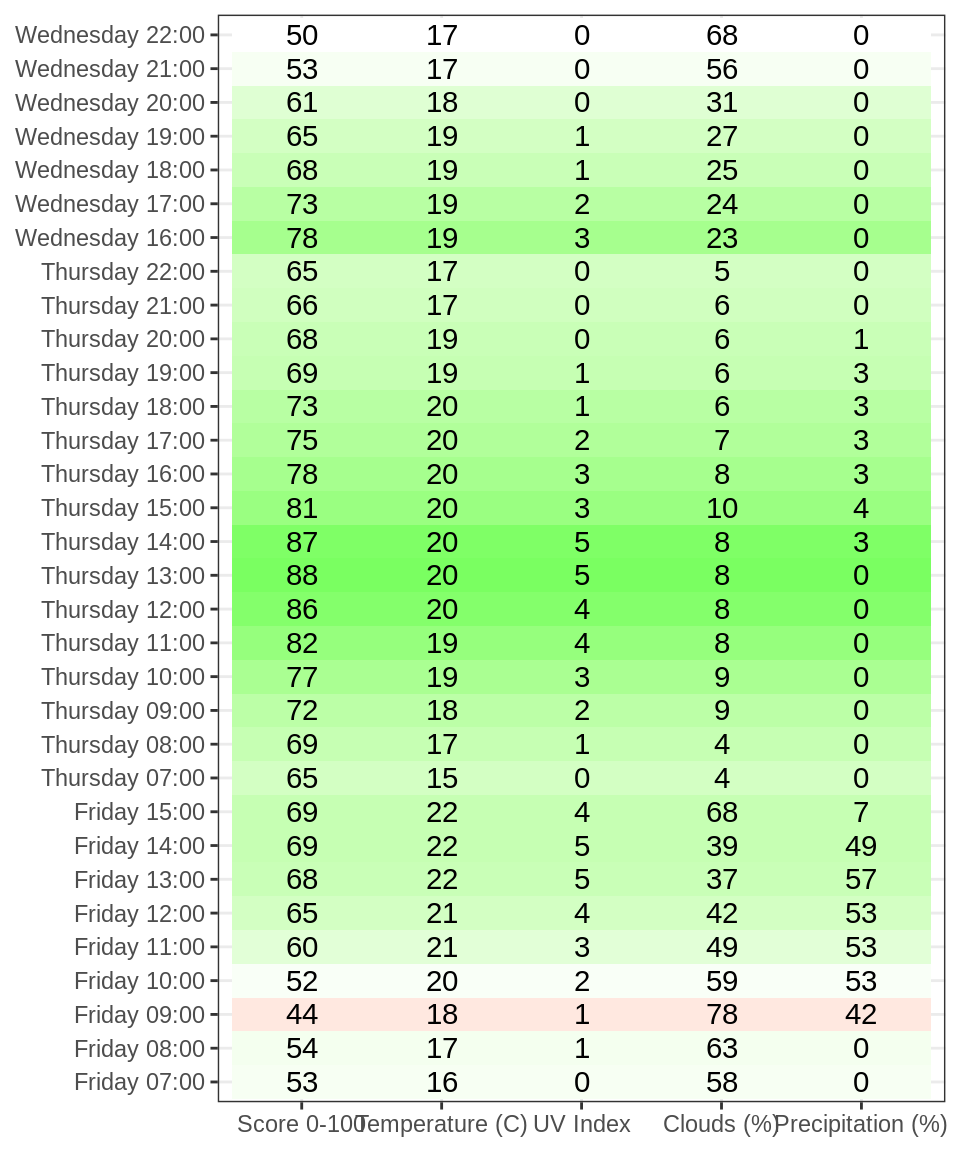 Wednesday 22:00 50 17 0 68 0
Wednesday 21:00 53 17 0 56 0
Wednesday 20:00 61 18 0 31 0
Wednesday 19:00 65 19 1 27 0
Wednesday 18:00 68 19 1 25 0
Wednesday 17:00 73 19 2 24 0
Wednesday 16:00 78 19 3 23 0
Thursday 22:00 65 17 0 5 0
Thursday 21:00 66 17 0 6 0
Thursday 20:00 68 19 0 6 1
Thursday 19:00 69 19 1 6 3
Thursday 18:00 73 20 1 6 3
Thursday 17:00 75 20 2 7 3
Thursday 16:00 78 20 3 8 3
Thursday 15:00 81 20 3 10 4
Thursday 14:00 87 20 5 8 3
Thursday 13:00 88 20 5 8 0
Thursday 12:00 86 20 4 8 0
Thursday 11:00 82 19 4 8 0
Thursday 10:00 77 19 3 9 0
Thursday 09:00 72 18 2 9 0
Thursday 08:00 69 17 1 4 0
Thursday 07:00 65 15 0 4 0
Friday 15:00 69 22 4 68 7
Friday 14:00 69 22 5 39 49
Friday 13:00 68 22 5 37 57
Friday 12:00 65 21 4 42 53
Friday 11:00 60 21 3 49 53
Friday 10:00 52 20 2 59 53
Friday 09:00 44 18 1 78 42
Friday 08:00 54 17 1 63 0
Friday 07:00 53 16 0 58 0
Score 0-100 Temperature (C) UV Index Clouds (%) Precipitation (%)